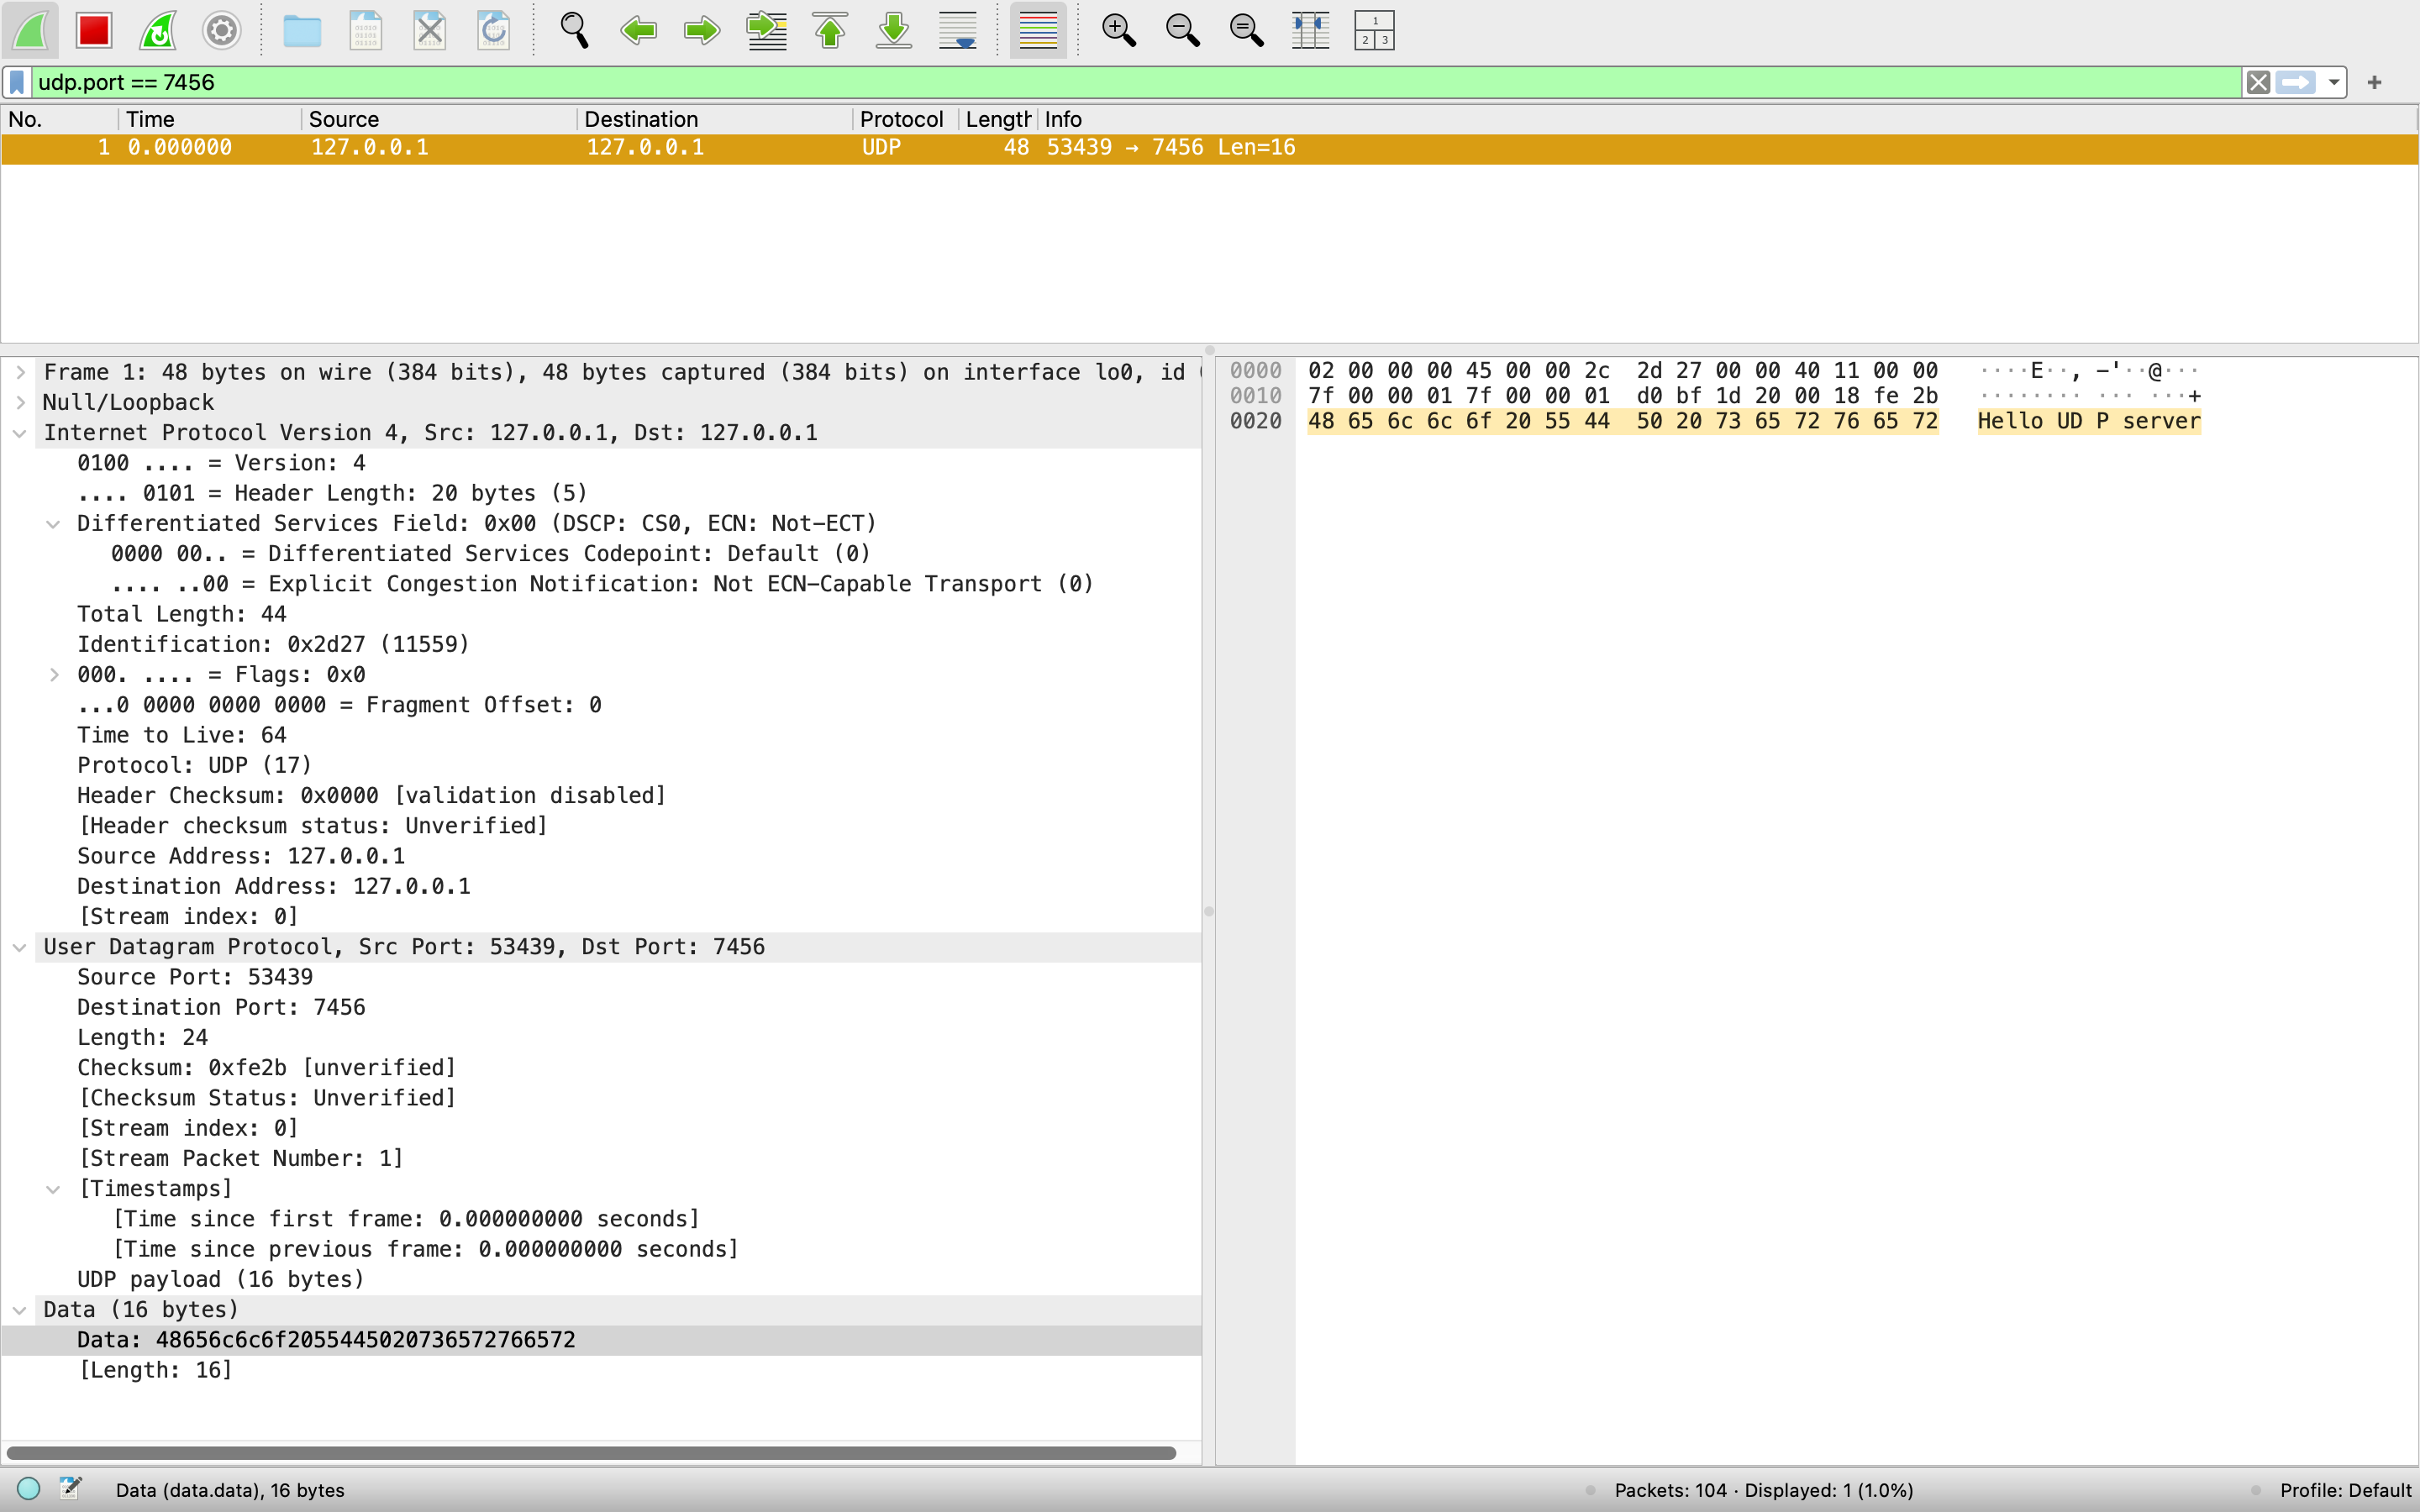 udp.port == 7456
No. Time Source Destination Protocol Length Info
1 0.000000 127.0.0.1 127.0.0.1 UDP 48 53439 → 7456 Len=16
Frame 1: 48 bytes on wire (384 bits), 48 bytes captured (384 bits) on interface lo0, id
Null/Loopback
Internet Protocol Version 4, Src: 127.0.0.1, Dst: 127.0.0.1
0100 .... = Version: 4
.... 0101 = Header Length: 20 bytes (5)
Differentiated Services Field: 0x00 (DSCP: CS0, ECN: Not-ECT)
0000 00.. = Differentiated Services Codepoint: Default (0)
.... ..00 = Explicit Congestion Notification: Not ECN-Capable Transport (0)
Total Length: 44
Identification: 0x2d27 (11559)
000. .... = Flags: 0x0
...0 0000 0000 0000 = Fragment Offset: 0
Time to Live: 64
Protocol: UDP (17)
Header Checksum: 0x0000 [validation disabled]
[Header checksum status: Unverified]
Source Address: 127.0.0.1
Destination Address: 127.0.0.1
[Stream index: 0]
User Datagram Protocol, Src Port: 53439, Dst Port: 7456
Source Port: 53439
Destination Port: 7456
Length: 24
Checksum: 0xfe2b [unverified]
[Checksum Status: Unverified]
[Stream index: 0]
[Stream Packet Number: 1]
[Timestamps]
[Time since first frame: 0.000000000 seconds]
[Time since previous frame: 0.000000000 seconds]
UDP payload (16 bytes)
Data (16 bytes)
Data: 48656c6c6f2055445020736572766572
[Length: 16]
0000 02 00 00 00 45 00 00 2c 2d 27 00 00 40 11 00 00 ····E··, -'··@···
0010 7f 00 00 01 7f 00 00 01 d0 bf 1d 20 00 18 fe 2b ········ ··· ···+
0020 48 65 6c 6c 6f 20 55 44 50 20 73 65 72 76 65 72 Hello UD P server
Data (data.data), 16 bytes
Packets: 104 · Displayed: 1 (1.0%)
Profile: Default